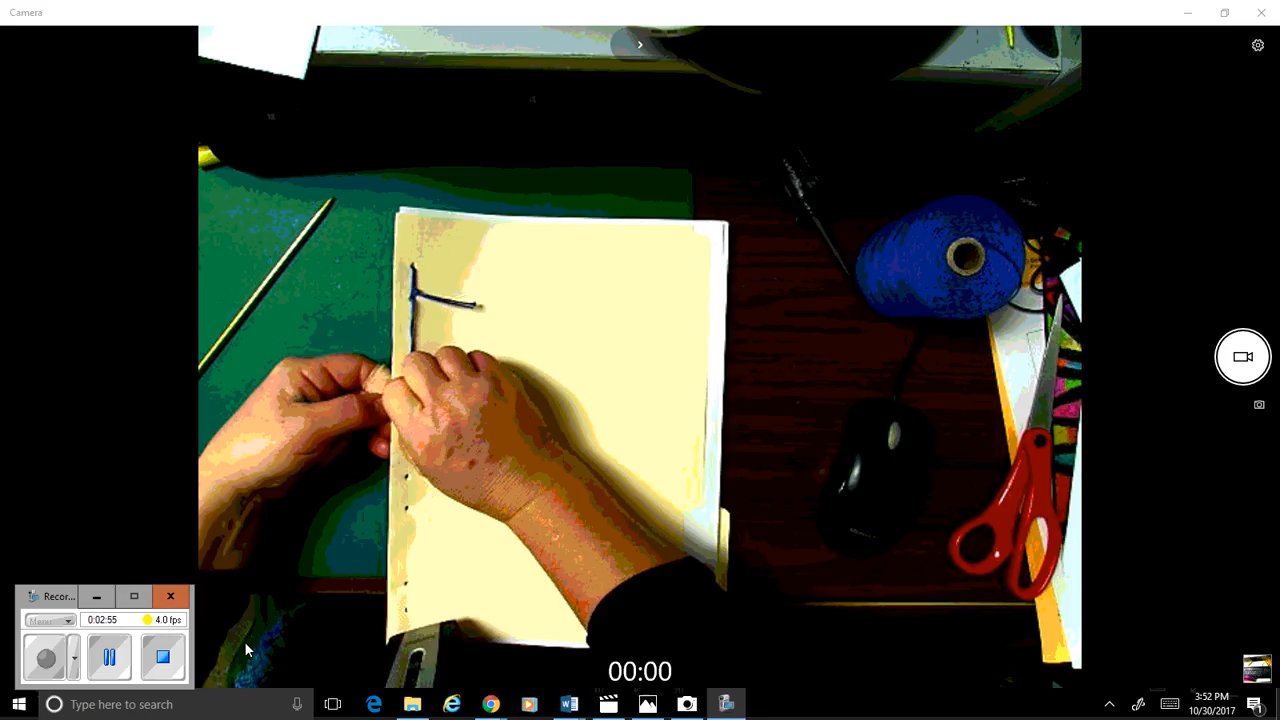 Camera
Recor...
Menu
0:02:55
4.0 fps
00:00
Type here to search
3:52 PM
10/30/2017